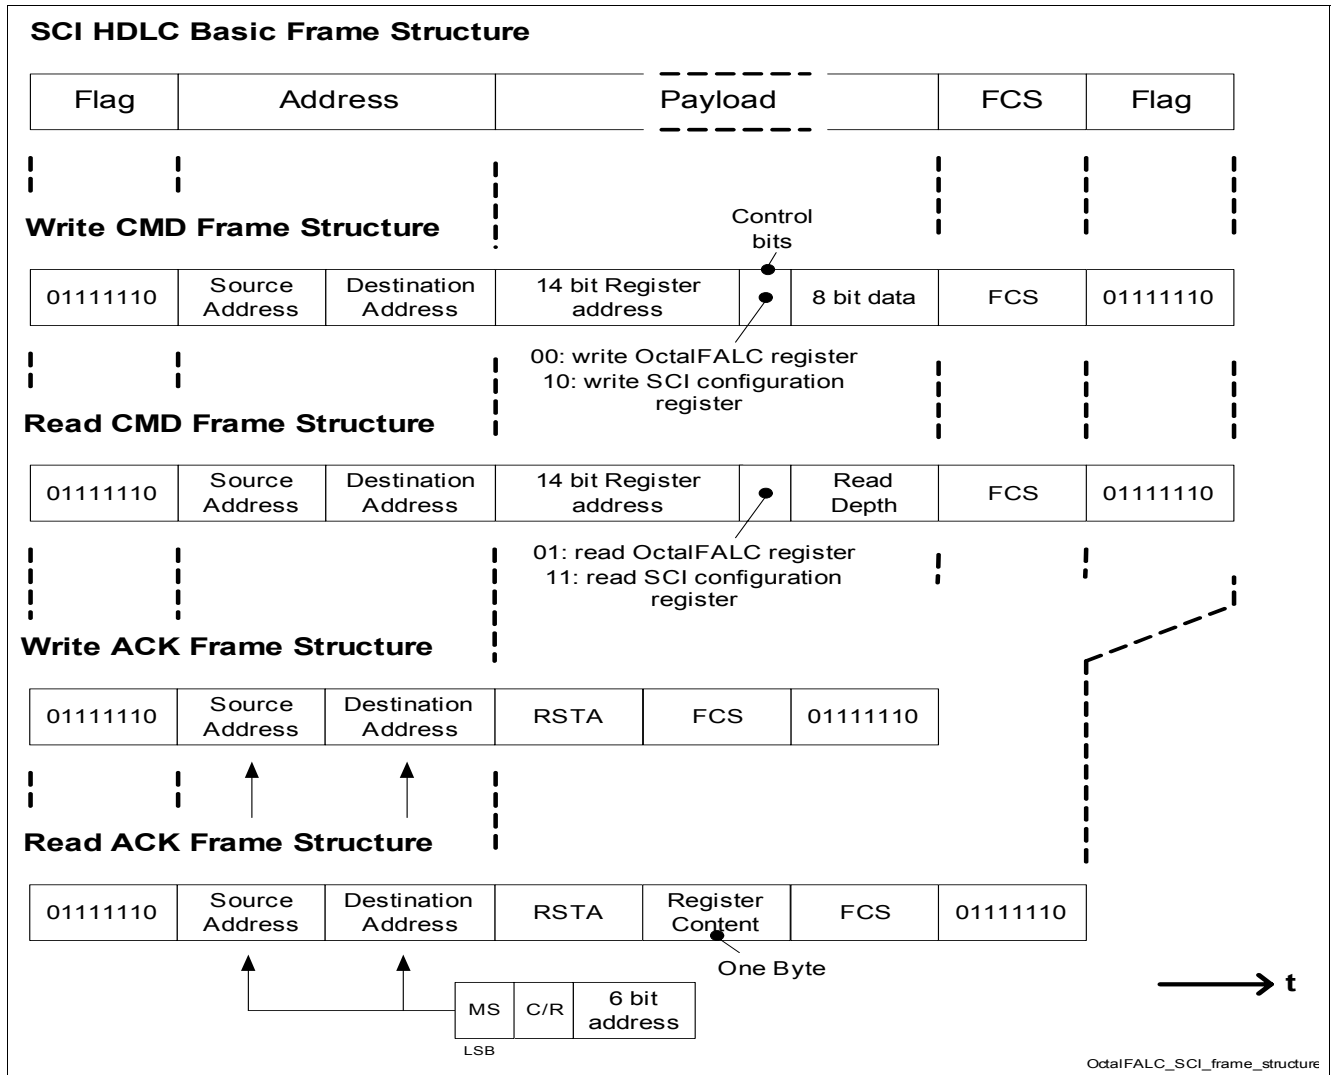 SCI HDLC Basic Frame Structure
Flag Address Payload FCS Flag
Write CMD Frame Structure
Control
bits
01111110 Source Address Destination Address 14 bit Register address 8 bit data FCS 01111110
00: write OctalFALC register
10: write SCI configuration
register
Read CMD Frame Structure
01111110 Source Address Destination Address 14 bit Register address Read Depth FCS 01111110
01: read OctalFALC register
11: read SCI configuration
register
Write ACK Frame Structure
01111110 Source Address Destination Address RSTA FCS 01111110
Read ACK Frame Structure
01111110 Source Address Destination Address RSTA Register Content FCS 01111110
One Byte
t
MS C/R 6 bit address
LSB
OctalFALC_SCI_frame_structure